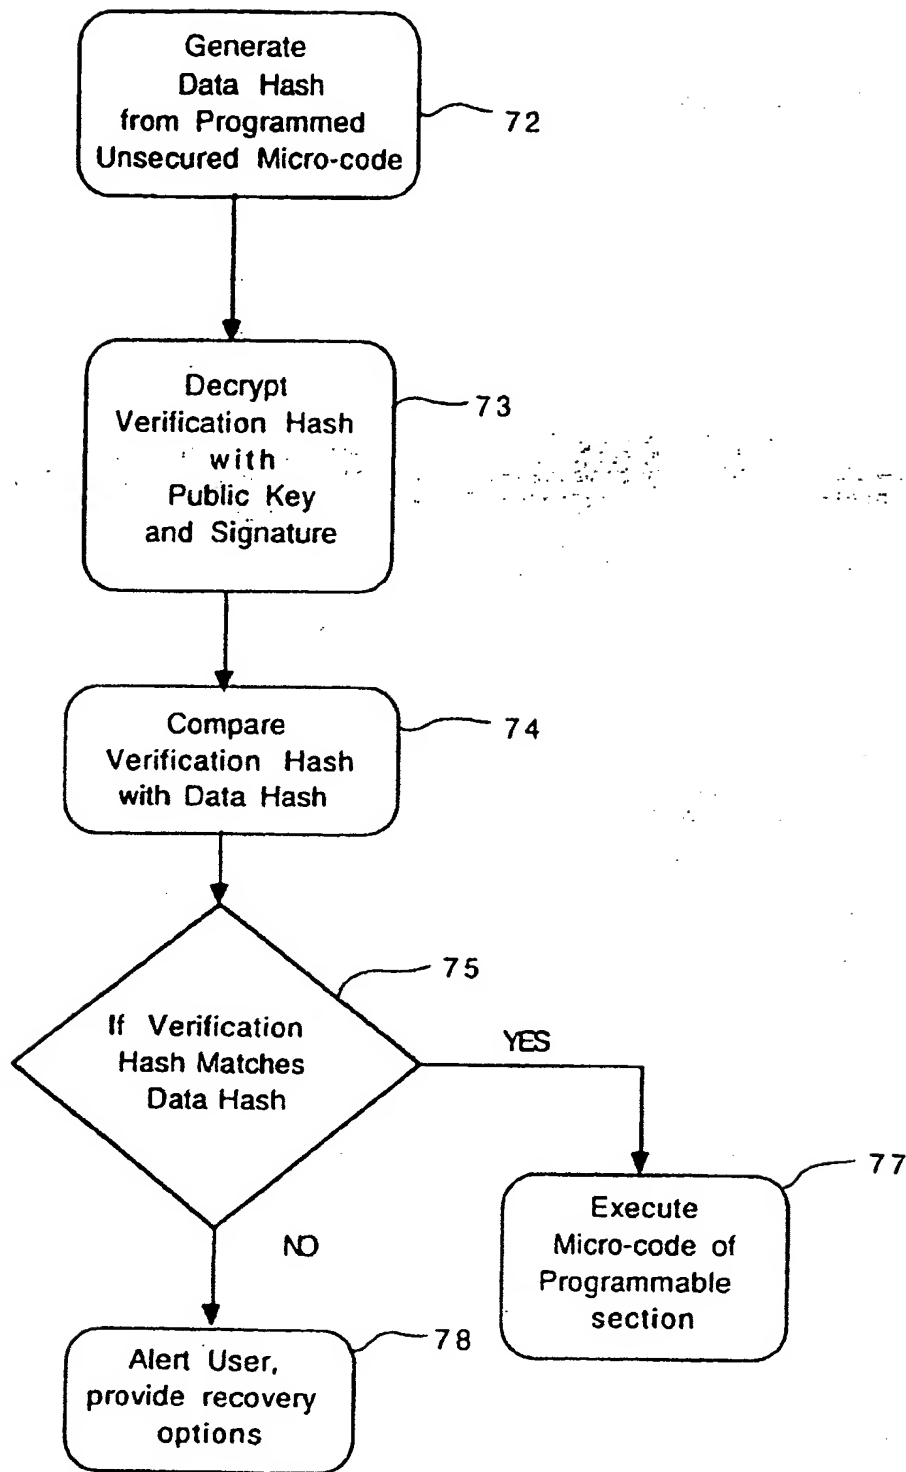 Generate
Data Hash
from Programmed
Unsecured Micro-code
72
Decrypt
Verification Hash
with
Public Key
and Signature
73
Compare
Verification Hash
with Data Hash
74
If Verification
Hash Matches
Data Hash
75
YES
NO
Execute
Micro-code of
Programmable
section
77
Alert User,
provide recovery
options
78